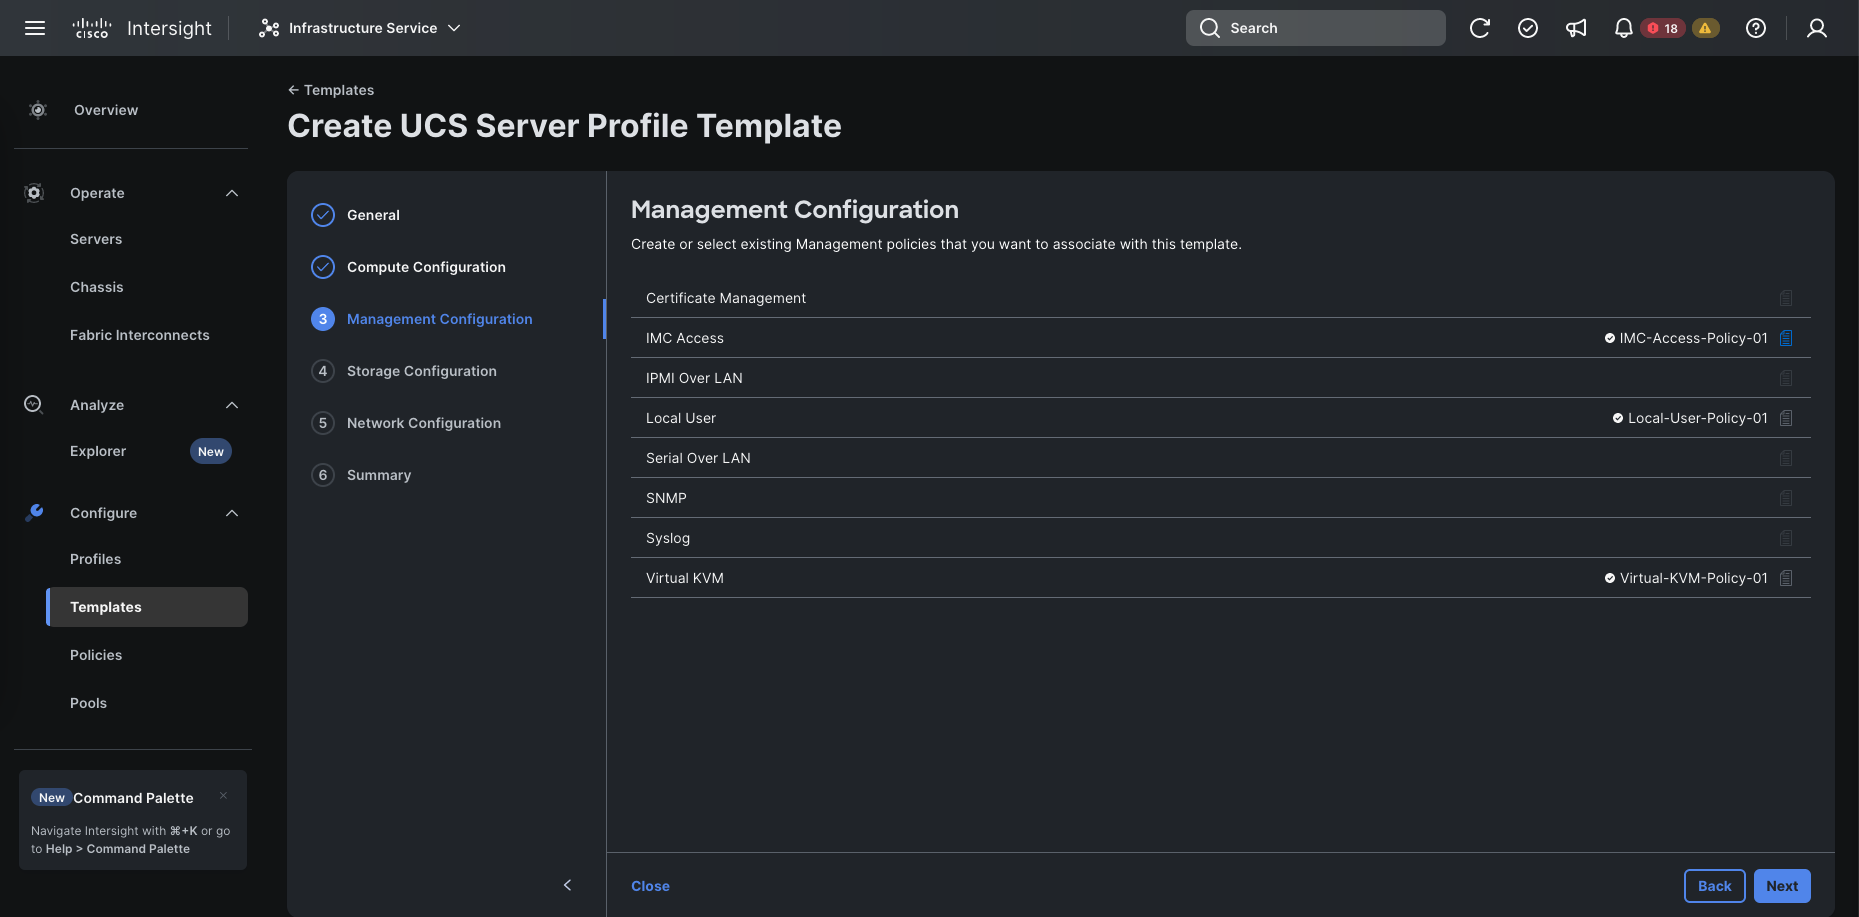 CISCO Intersight
Infrastructure Service
Search
18
Overview
Operate
Servers
Chassis
Fabric Interconnects
Analyze
Explorer New
Configure
Profiles
Templates
Policies
Pools
New Command Palette
Navigate Intersight with ⌘+K or go
to Help > Command Palette
← Templates
Create UCS Server Profile Template
General
Compute Configuration
3 Management Configuration
4 Storage Configuration
5 Network Configuration
6 Summary
Management Configuration
Create or select existing Management policies that you want to associate with this template.
Certificate Management
IMC Access IMC-Access-Policy-01
IPMI Over LAN
Local User Local-User-Policy-01
Serial Over LAN
SNMP
Syslog
Virtual KVM Virtual-KVM-Policy-01
Close
Back
Next